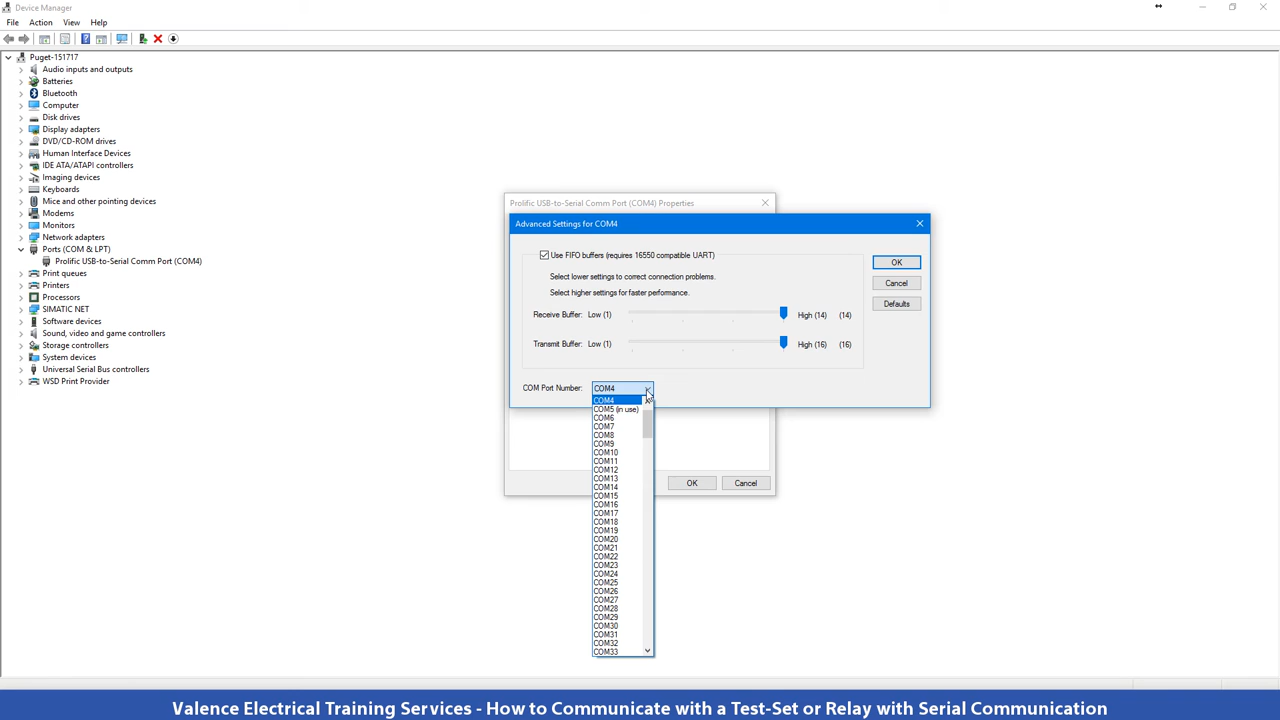 Device Manager
File Action View Help
Puget-151717
Audio inputs and outputs
Batteries
Bluetooth
Computer
Disk drives
Display adapters
DVD/CD-ROM drives
Human Interface Devices
IDE ATA/ATAPI controllers
Imaging devices
Keyboards
Mice and other pointing devices
Modems
Monitors
Network adapters
Ports (COM & LPT)
Prolific USB-to-Serial Comm Port (COM4)
Print queues
Printers
Processors
SIMATIC NET
Software devices
Sound, video and game controllers
Storage controllers
System devices
Universal Serial Bus controllers
WSD Print Provider
Prolific USB-to-Serial Comm Port (COM4) Properties
Advanced Settings for COM4
Use FIFO buffers (requires 16550 compatible UART)
OK
Select lower settings to correct connection problems.
Cancel
Select higher settings for faster performance.
Defaults
Receive Buffer: Low (1) High (14) (14)
Transmit Buffer: Low (1) High (16) (16)
COM Port Number: COM4
COM4
COM5 (in use)
COM6
COM7
COM8
COM9
COM10
COM11
COM12
COM13
COM14
COM15
COM16
COM17
COM18
COM19
COM20
COM21
COM22
COM23
COM24
COM25
COM26
COM27
COM28
COM29
COM30
COM31
COM32
COM33
OK Cancel
Valence Electrical Training Services - How to Communicate with a Test-Set or Relay with Serial Communication